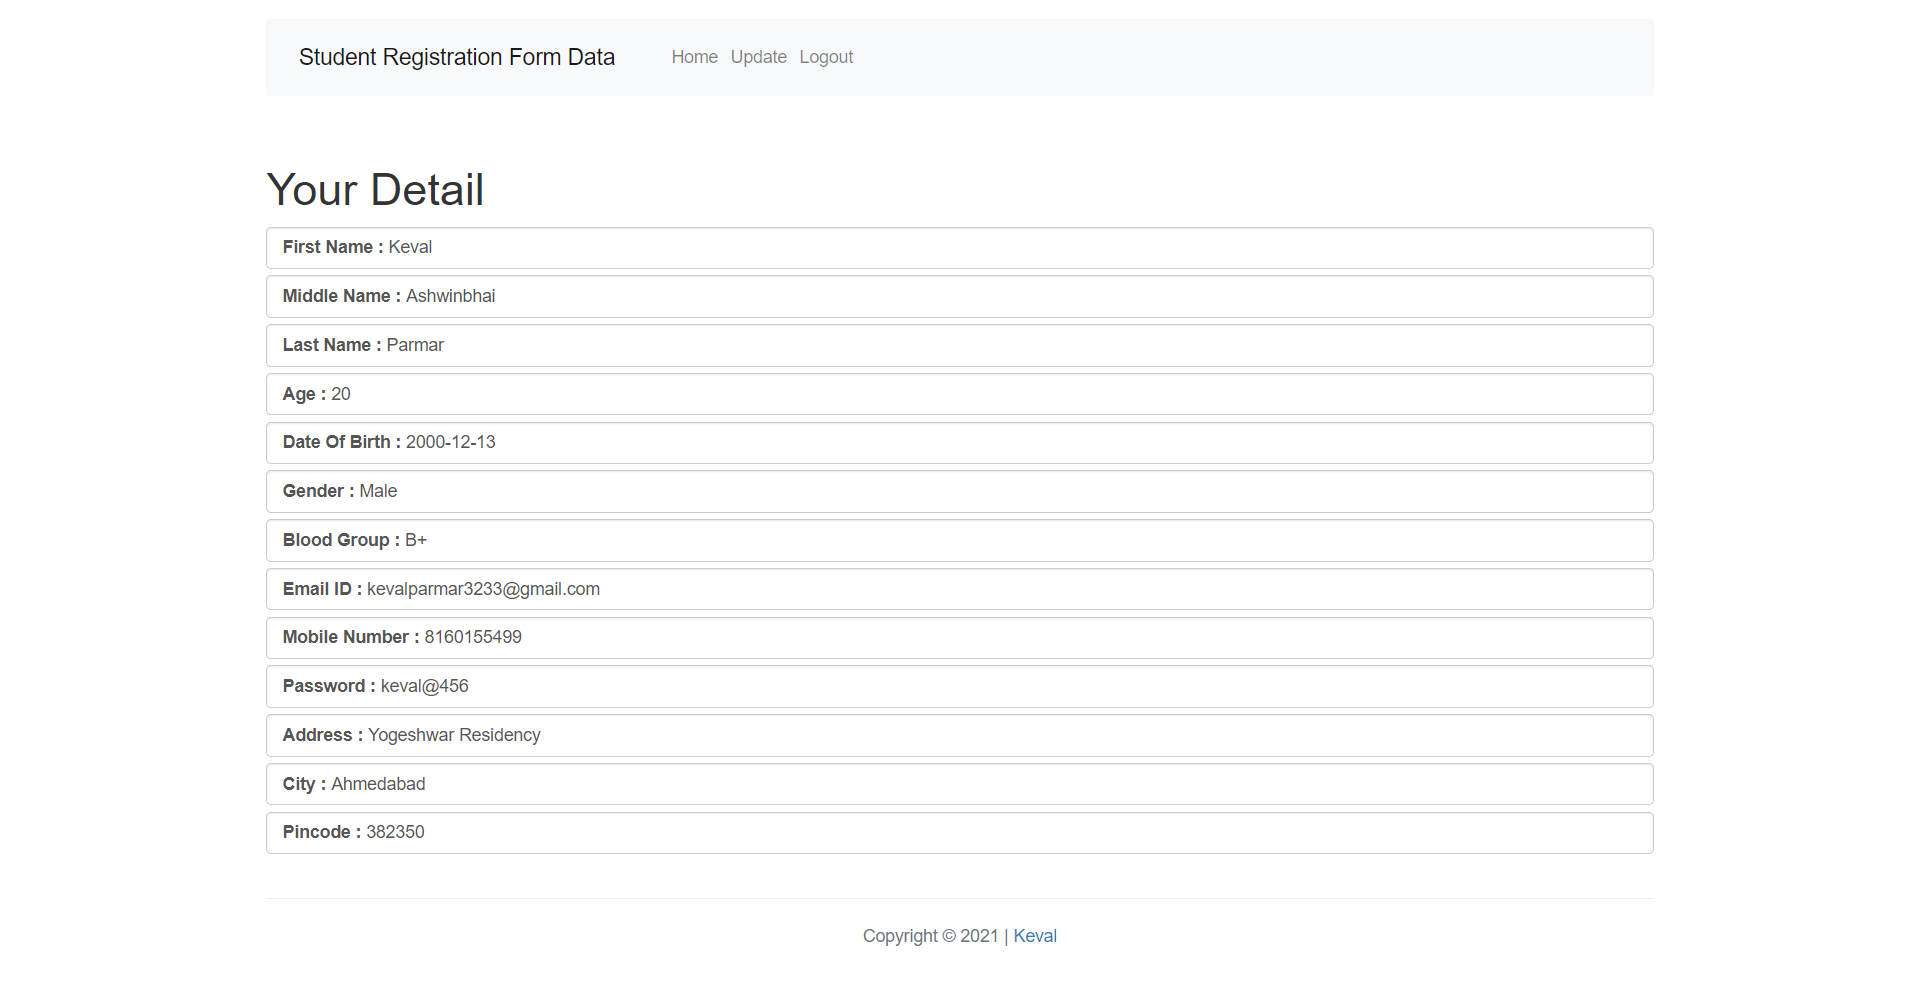 Student Registration Form Data Home Update Logout
Your Detail
First Name : Keval
Middle Name : Ashwinbhai
Last Name : Parmar
Age : 20
Date Of Birth : 2000-12-13
Gender : Male
Blood Group : B+
Email ID : kevalparmar3233@gmail.com
Mobile Number : 8160155499
Password : keval@456
Address : Yogeshwar Residency
City : Ahmedabad
Pincode : 382350
Copyright © 2021 | Keval